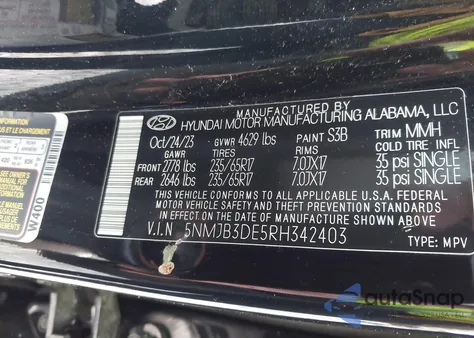 MANUFACTURED BY
HYUNDAI MOTOR MANUFACTURING ALABAMA, LLC
Oct/24/23 GVWR 4629 lbs PAINT S3B TRIM MMH
GAWR TIRES RIMS COLD TIRE INFL
FRONT 2778 lbs 235/65R17 7.0JX17 35 psi SINGLE
REAR 2646 lbs 235/65R17 7.0JX17 35 psi SINGLE
THIS VEHICLE CONFORMS TO ALL APPLICABLE U.S.A. FEDERAL
MOTOR VEHICLE SAFETY AND THEFT PREVENTION STANDARDS
IN EFFECT ON THE DATE OF MANUFACTURE SHOWN ABOVE
V.I.N 5NMJB3DE5RH342403
TYPE: MPV
W.400
autoSnap